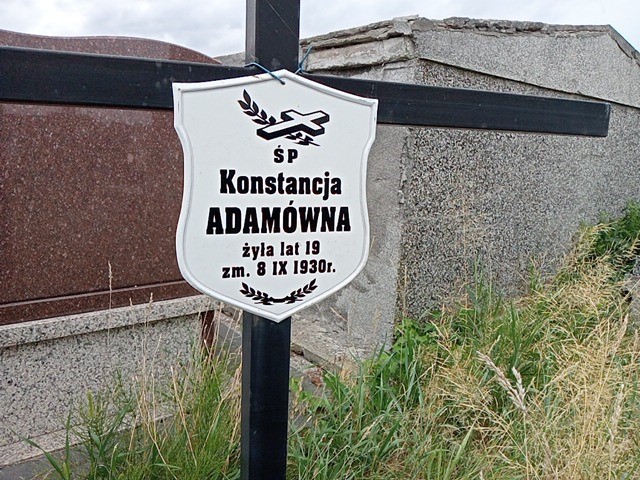 ŚP
Konstancja
ADAMÓWNA
żyła lat 19
zm. 8 IX 1930r.